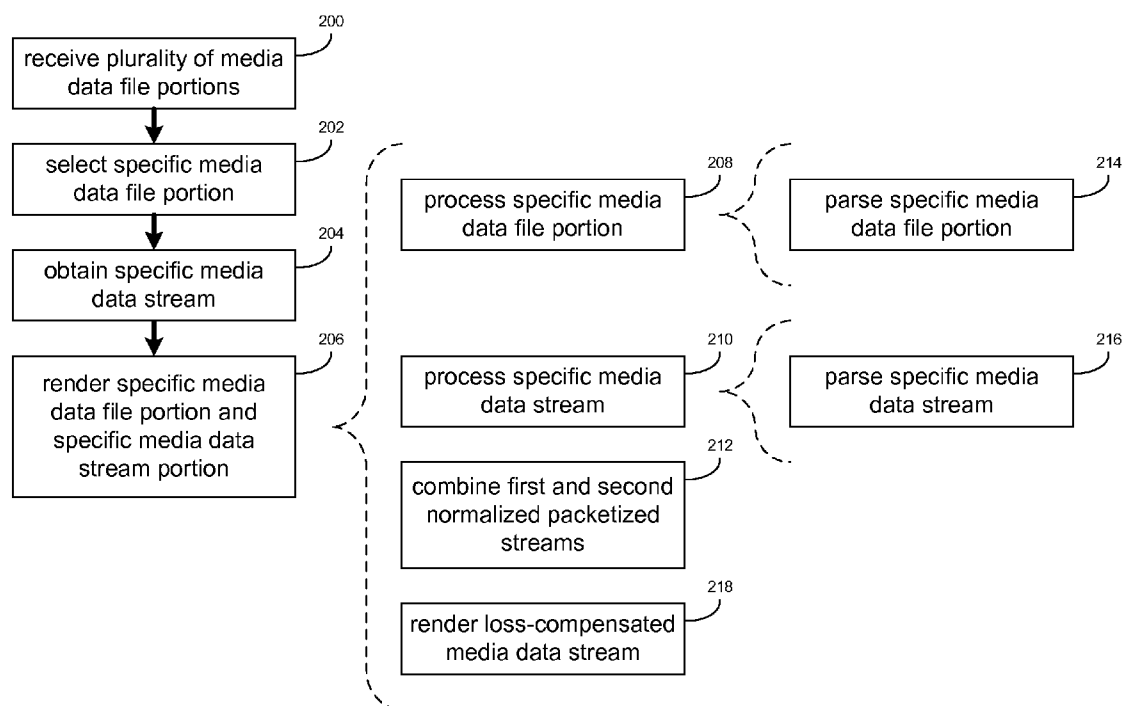 200
receive plurality of media
data file portions
202
select specific media
data file portion
204
obtain specific media
data stream
206
render specific media
data file portion and
specific media data
stream portion
208
process specific media
data file portion
214
parse specific media
data file portion
210
process specific media
data stream
216
parse specific media
data stream
212
combine first and second
normalized packetized
streams
218
render loss-compensated
media data stream